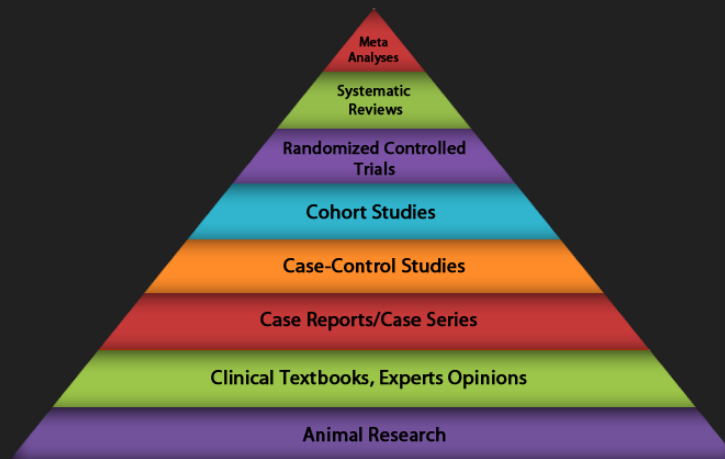 Meta
Analyses
Systematic
Reviews
Randomized Controlled
Trials
Cohort Studies
Case-Control Studies
Case Reports/Case Series
Clinical Textbooks, Experts Opinions
Animal Research